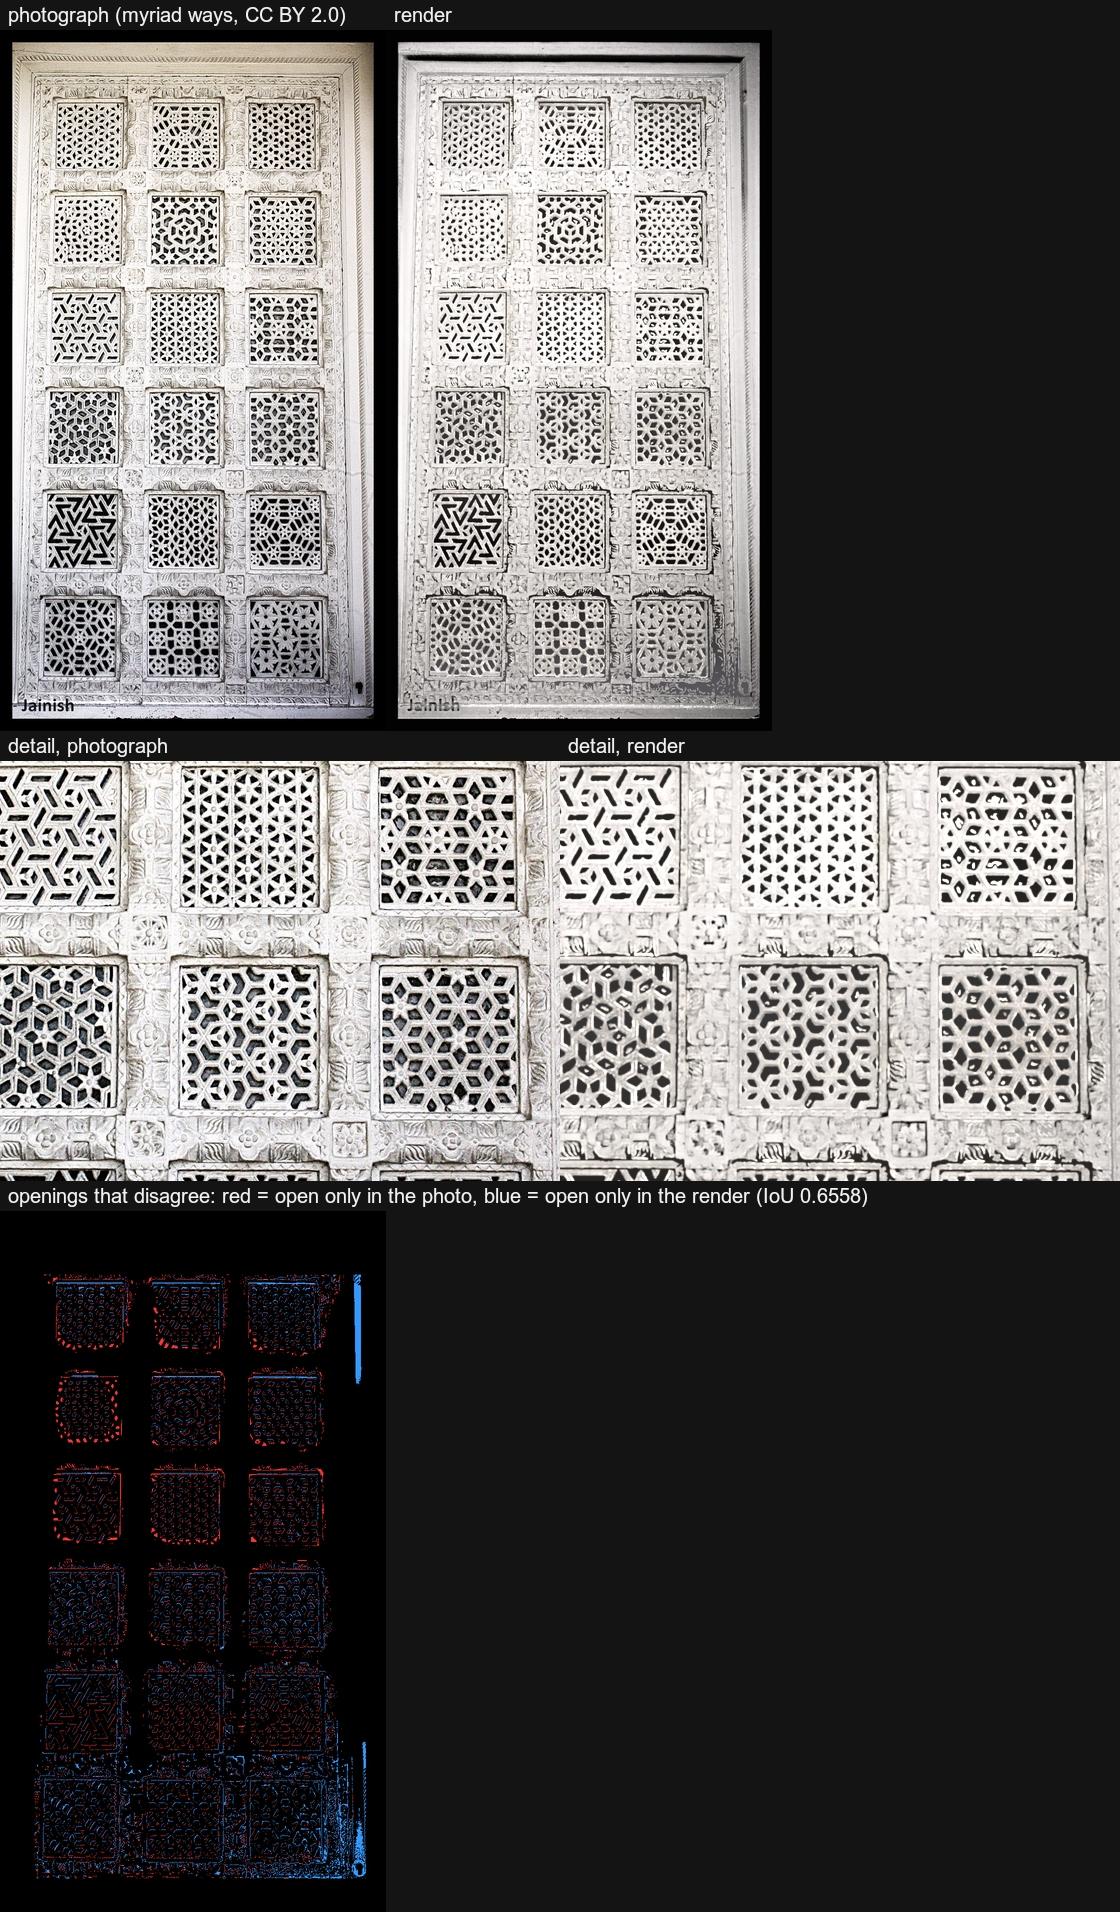 photograph (myriad ways, CC BY 2.0)
render
Jainish
Jainish
detail, photograph
detail, render
openings that disagree: red = open only in the photo, blue = open only in the render (IoU 0.6558)